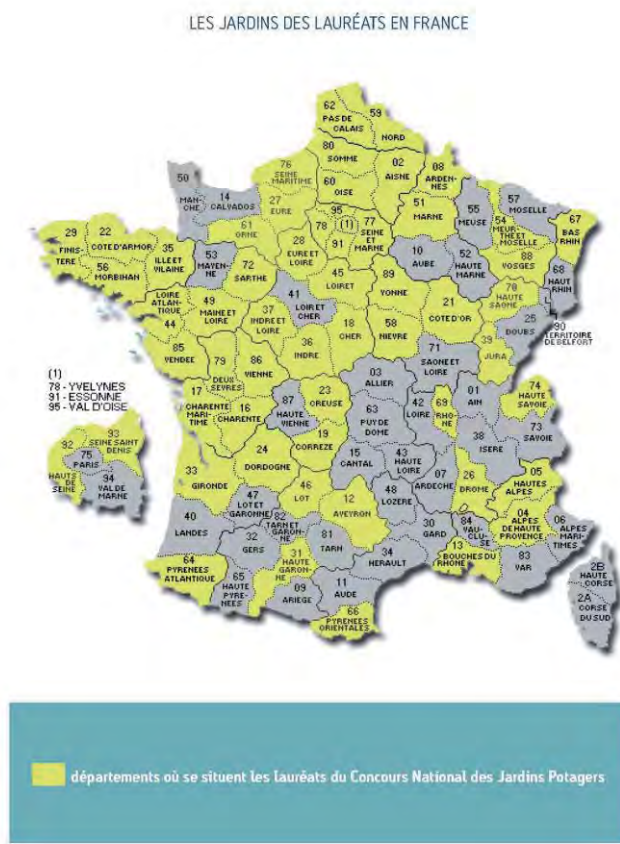 LES JARDINS DES LAURÉATS EN FRANCE
62
PAS DE
CALAIS
59
NORD
80
SOMME
02
AISNE
08
ARDEN-
NES
76
SEINE
MARITIME
60
OISE
50
MAN-
CHE
14
CALVADOS
27
EURE
95
(1)
78
91
77
SEINE
ET
MARNE
51
MARNE
55
MEUSE
57
MOSELLE
54
MEUR-
THE ET
MOSELLE
67
BAS
RHIN
61
ORNE
29
FINIS-
TERE
22
COTE D'ARMOR
56
MORBIHAN
35
ILLE ET
VILAINE
53
MAYEN-
NE
72
SARTHE
28
EURE ET
LOIRE
45
LOIRET
10
AUBE
52
HAUTE
MARNE
88
VOSGES
68
HAUT
RHIN
LOIRE
ATLAN-
TIQUE
44
49
MAINE ET
LOIRE
37
INDRE ET
LOIRE
41
LOIR ET
CHER
18
CHER
89
YONNE
58
NIEVRE
21
COTE D'OR
78
HAUTE
SAONE
25
DOUBS
90
TERRITOIRE
DE BELFORT
39
JURA
85
VENDEE
79
DEUX
SEVRES
86
VIENNE
36
INDRE
03
ALLIER
71
SAONE ET
LOIRE
(1)
78 - YVELYNES
91 - ESSONNE
95 - VAL D'OISE
17
CHARENTE
MARI-
TIME
16
CHARENTE
87
HAUTE
VIENNE
23
CREUSE
63
PUY DE
DOME
42
LOIRE
69
RHO-
NE
01
AIN
74
HAUTE
SAVOIE
73
SAVOIE
92
HAUTS
DE
SEINE
93
SEINE SAINT
DENIS
75
PARIS
94
VAL DE
MARNE
33
GIRONDE
24
DORDOGNE
19
CORREZE
15
CANTAL
43
HAUTE
LOIRE
38
ISERE
07
ARDECHE
26
DROME
05
HAUTES
ALPES
40
LANDES
47
LOT ET
GARONNE
46
LOT
12
AVEYRON
48
LOZERE
82
TARN ET
GARON-
NE
32
GERS
81
TARN
30
GARD
84
VAU-
CLUSE
04
ALPES
DE HAUTE
PROVENCE
06
ALPES
MARI-
TIMES
64
PYRENEES
ATLANTIQUE
65
HAUTE
PYRE-
NEES
31
HAUTE
GARON-
NE
09
ARIEGE
11
AUDE
34
HERAULT
13
BOUCHES DU
RHONE
83
VAR
66
PYRENEES
ORIENTALES
2B
HAUTE
CORSE
2A
CORSE
DU SUD
départements où se situent les lauréats du Concours National des Jardins Potagers